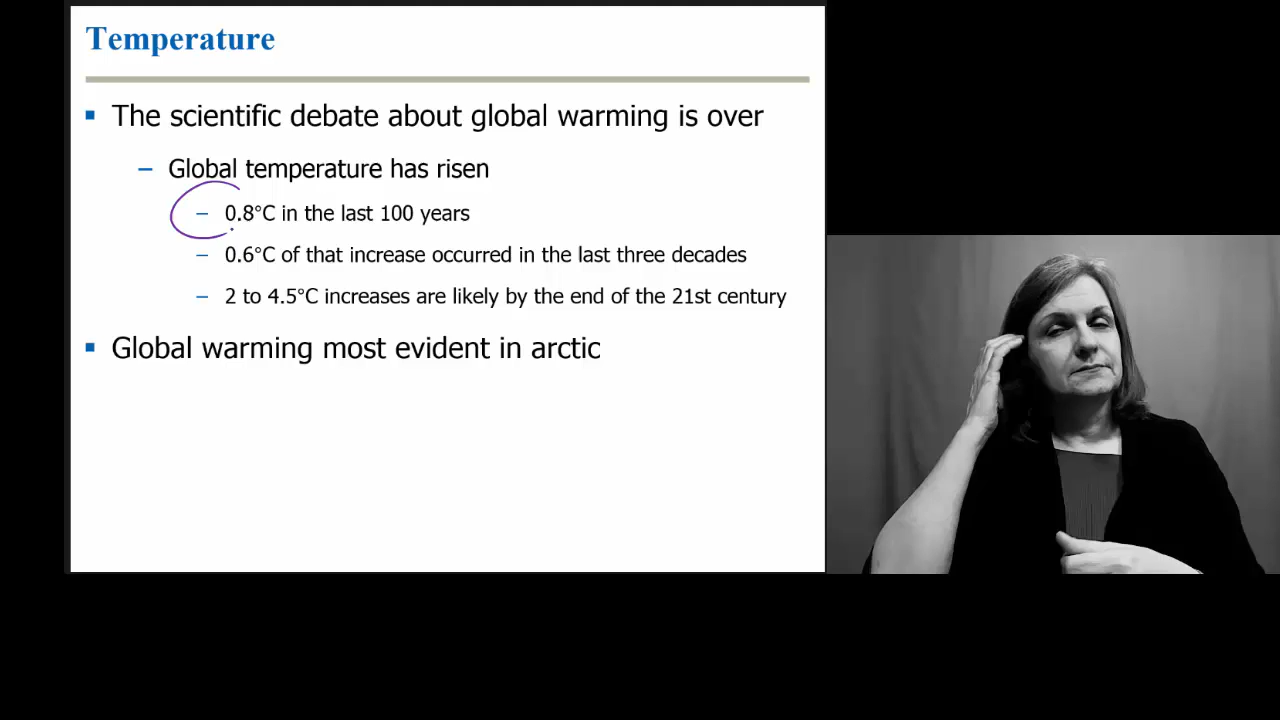 Temperature
The scientific debate about global warming is over
– Global temperature has risen
– 0.8°C in the last 100 years
– 0.6°C of that increase occurred in the last three decades
– 2 to 4.5°C increases are likely by the end of the 21st century
Global warming most evident in arctic